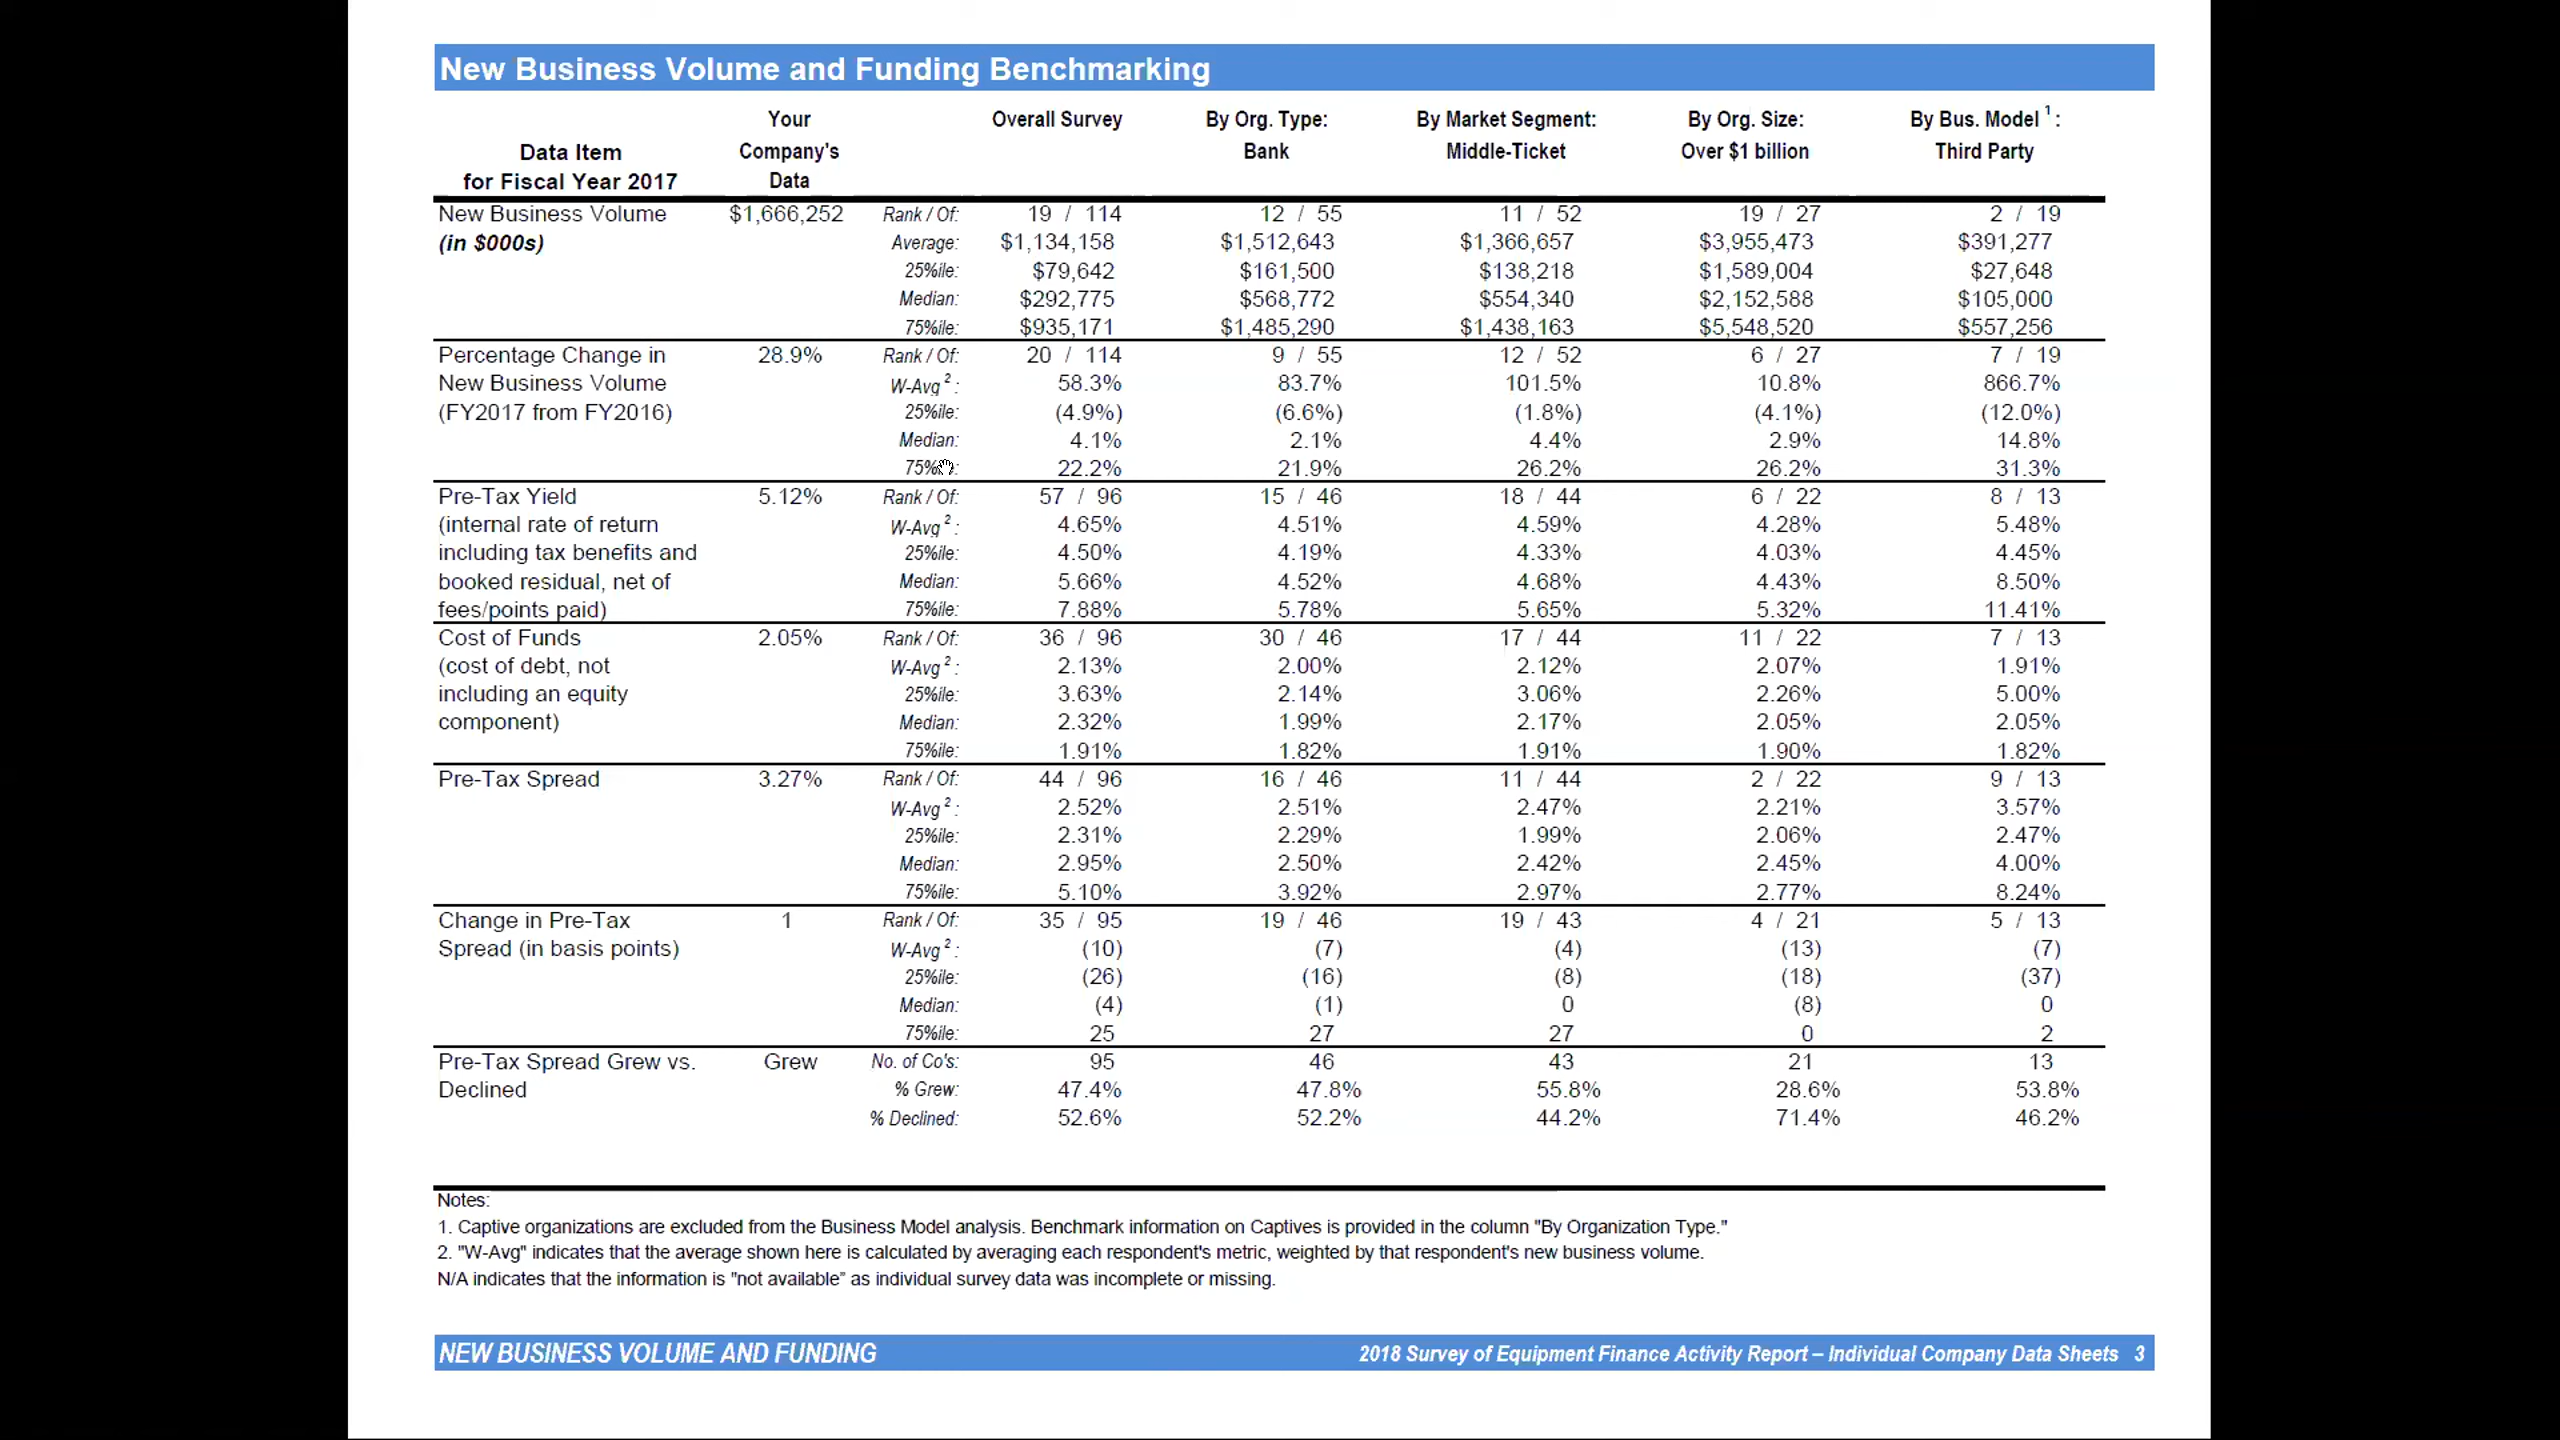 New Business Volume and Funding Benchmarking
Your Overall Survey By Org. Type: By Market Segment: By Org. Size: By Bus. Model 1 :
Data Item Company's Bank Middle-Ticket Over $1 billion Third Party
for Fiscal Year 2017 Data
New Business Volume $1,666,252 Rank / Of: 19 / 114 12 / 55 11 / 52 19 / 27 2 / 19
(in $000s) Average: $1,134,158 $1,512,643 $1,366,657 $3,955,473 $391,277
25%ile: $79,642 $161,500 $138,218 $1,589,004 $27,648
Median: $292,775 $568,772 $554,340 $2,152,588 $105,000
75%ile: $935,171 $1,485,290 $1,438,163 $5,548,520 $557,256
Percentage Change in 28.9% Rank / Of: 20 / 114 9 / 55 12 / 52 6 / 27 7 / 19
New Business Volume W-Avg 2 : 58.3% 83.7% 101.5% 10.8% 866.7%
(FY2017 from FY2016) 25%ile: (4.9%) (6.6%) (1.8%) (4.1%) (12.0%)
Median: 4.1% 2.1% 4.4% 2.9% 14.8%
75%ile: 22.2% 21.9% 26.2% 26.2% 31.3%
Pre-Tax Yield 5.12% Rank / Of: 57 / 96 15 / 46 18 / 44 6 / 22 8 / 13
(internal rate of return W-Avg 2 : 4.65% 4.51% 4.59% 4.28% 5.48%
including tax benefits and 25%ile: 4.50% 4.19% 4.33% 4.03% 4.45%
booked residual, net of Median: 5.66% 4.52% 4.68% 4.43% 8.50%
fees/points paid) 75%ile: 7.88% 5.78% 5.65% 5.32% 11.41%
Cost of Funds 2.05% Rank / Of: 36 / 96 30 / 46 17 / 44 11 / 22 7 / 13
(cost of debt, not W-Avg 2 : 2.13% 2.00% 2.12% 2.07% 1.91%
including an equity 25%ile: 3.63% 2.14% 3.06% 2.26% 5.00%
component) Median: 2.32% 1.99% 2.17% 2.05% 2.05%
75%ile: 1.91% 1.82% 1.91% 1.90% 1.82%
Pre-Tax Spread 3.27% Rank / Of: 44 / 96 16 / 46 11 / 44 2 / 22 9 / 13
W-Avg 2 : 2.52% 2.51% 2.47% 2.21% 3.57%
25%ile: 2.31% 2.29% 1.99% 2.06% 2.47%
Median: 2.95% 2.50% 2.42% 2.45% 4.00%
75%ile: 5.10% 3.92% 2.97% 2.77% 8.24%
Change in Pre-Tax 1 Rank / Of: 35 / 95 19 / 46 19 / 43 4 / 21 5 / 13
Spread (in basis points) W-Avg 2 : (10) (7) (4) (13) (7)
25%ile: (26) (16) (8) (18) (37)
Median: (4) (1) 0 (8) 0
75%ile: 25 27 27 0 2
Pre-Tax Spread Grew vs. Grew No. of Co's: 95 46 43 21 13
Declined % Grew: 47.4% 47.8% 55.8% 28.6% 53.8%
% Declined: 52.6% 52.2% 44.2% 71.4% 46.2%
Notes:
1. Captive organizations are excluded from the Business Model analysis. Benchmark information on Captives is provided in the column "By Organization Type."
2. "W-Avg" indicates that the average shown here is calculated by averaging each respondent's metric, weighted by that respondent's new business volume.
N/A indicates that the information is "not available" as individual survey data was incomplete or missing.
NEW BUSINESS VOLUME AND FUNDING 2018 Survey of Equipment Finance Activity Report – Individual Company Data Sheets 3